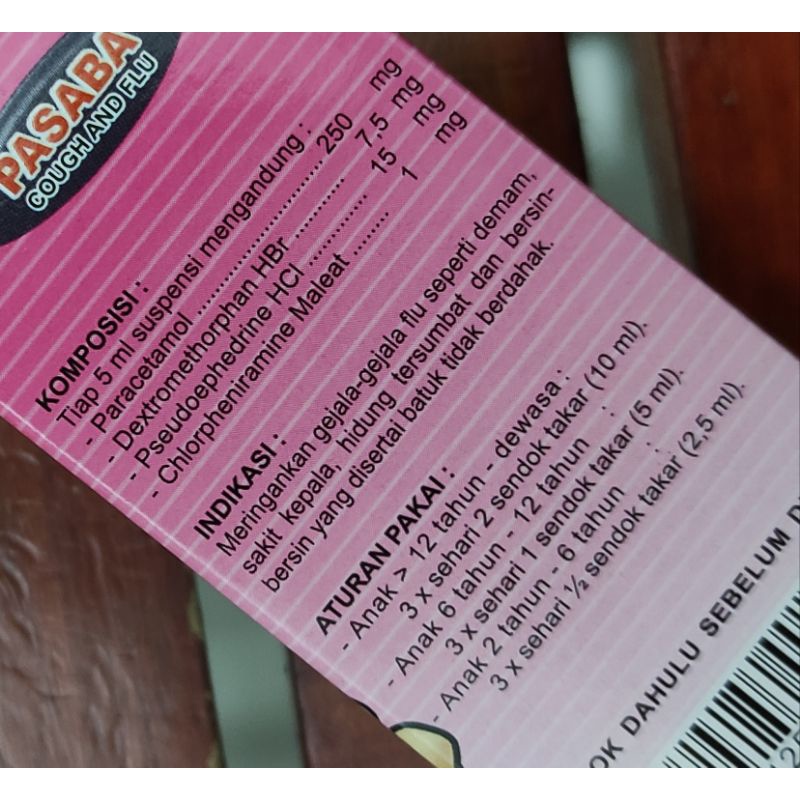 PASABA
COUGH AND FLU
KOMPOSISI :
Tiap 5 ml suspensi mengandung :
- Paracetamol ........................ 250 mg
- Dextromethorphan HBr ........... 7,5 mg
- Pseudoephedrine HCl ............. 15 mg
- Chlorpheniramine Maleat ........ 1 mg
INDIKASI :
Meringankan gejala-gejala flu seperti demam,
sakit kepala, hidung tersumbat dan bersin-
bersin yang disertai batuk tidak berdahak.
ATURAN PAKAI :
- Anak > 12 tahun - dewasa :
3 x sehari 2 sendok takar (10 ml).
- Anak 6 tahun - 12 tahun :
3 x sehari 1 sendok takar (5 ml).
- Anak 2 tahun - 6 tahun :
3 x sehari ½ sendok takar (2,5 ml).
OK DAHULU SEBELUM D